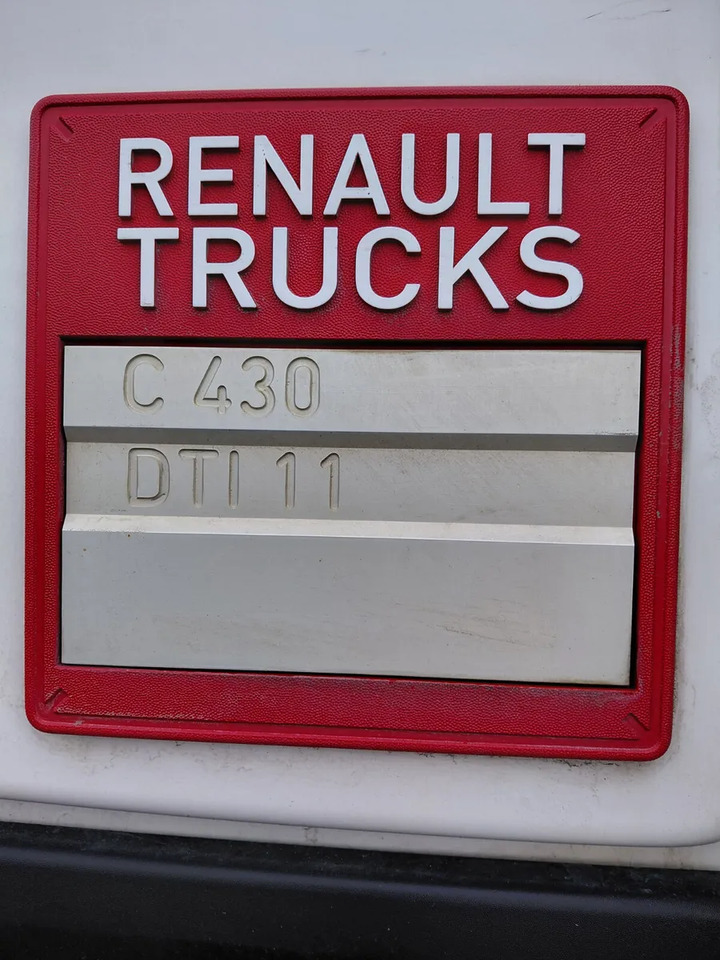 RENAULT
TRUCKS
C 430
DTI 11